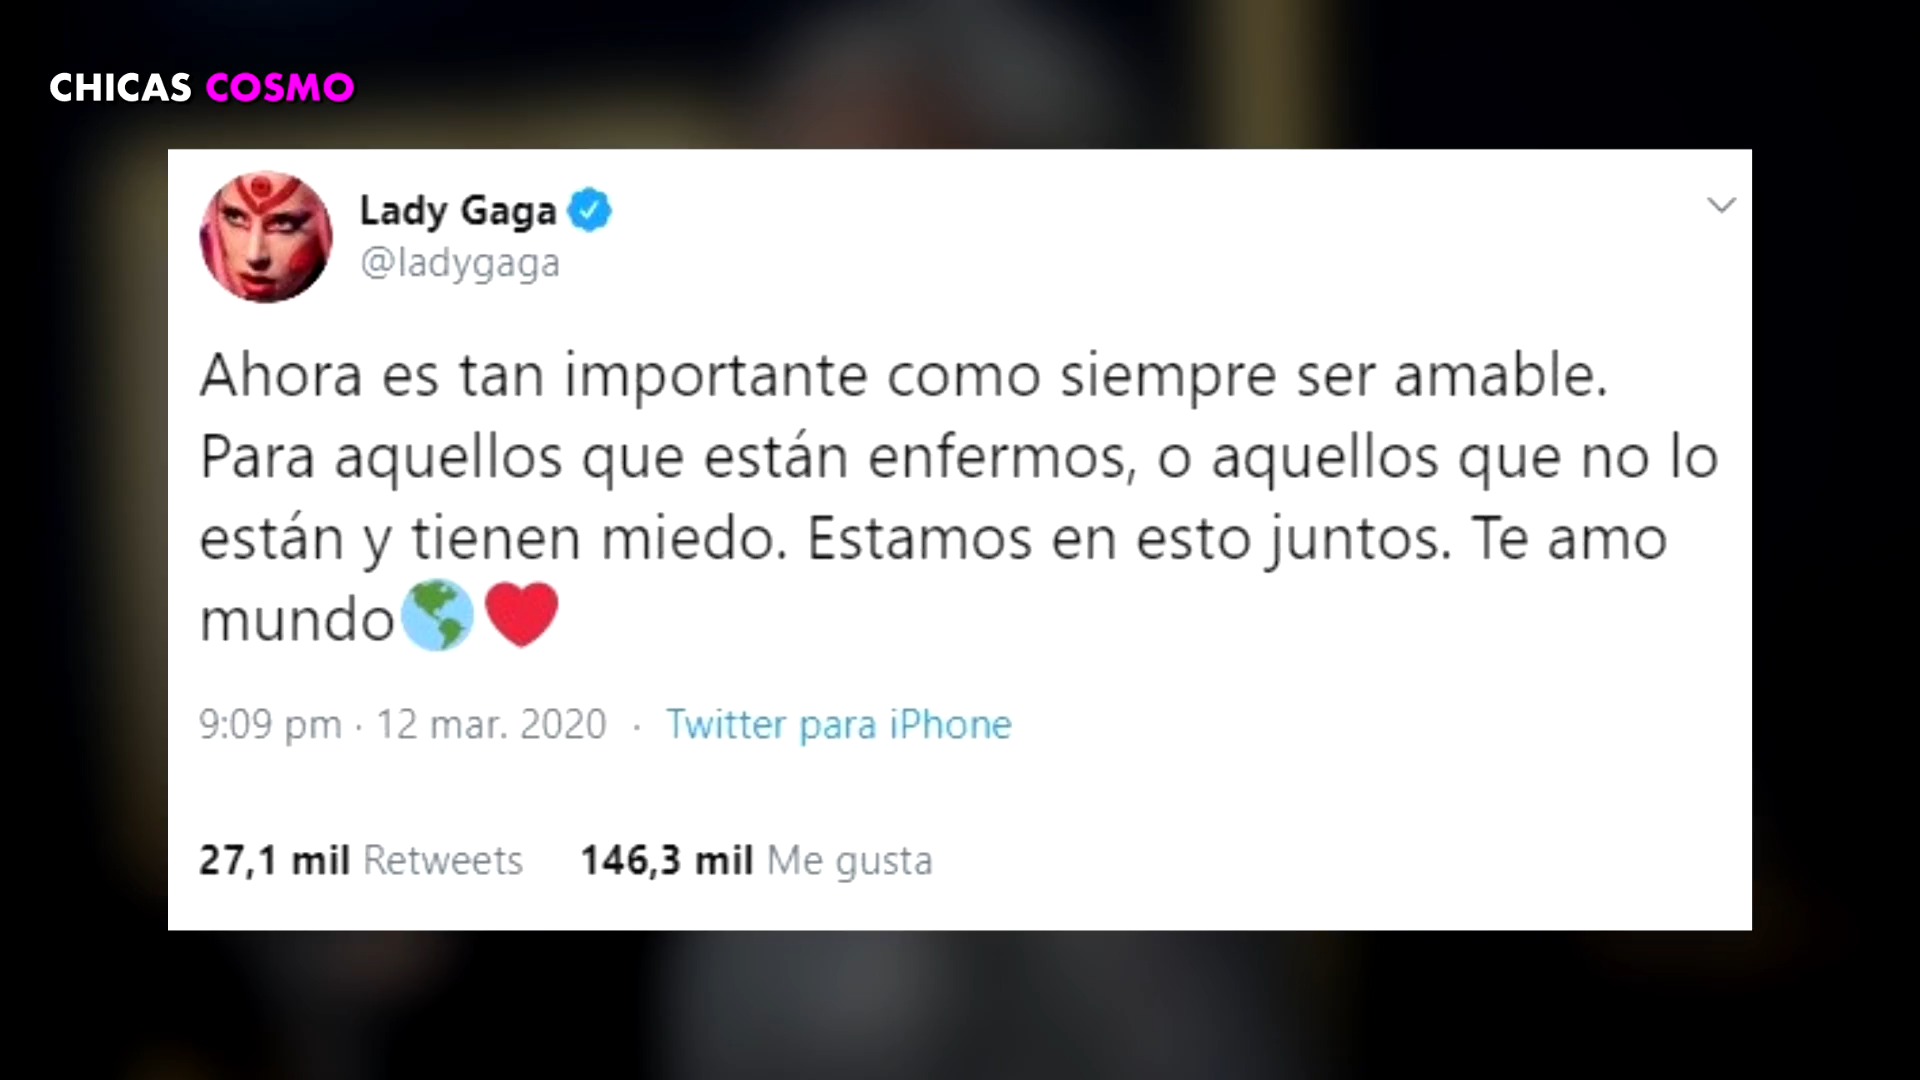 CHICAS COSMO
Lady Gaga
@ladygaga
Ahora es tan importante como siempre ser amable.
Para aquellos que están enfermos, o aquellos que no lo
están y tienen miedo. Estamos en esto juntos. Te amo
mundo🌎❤️
9:09 pm · 12 mar. 2020 · Twitter para iPhone
27,1 mil Retweets 146,3 mil Me gusta